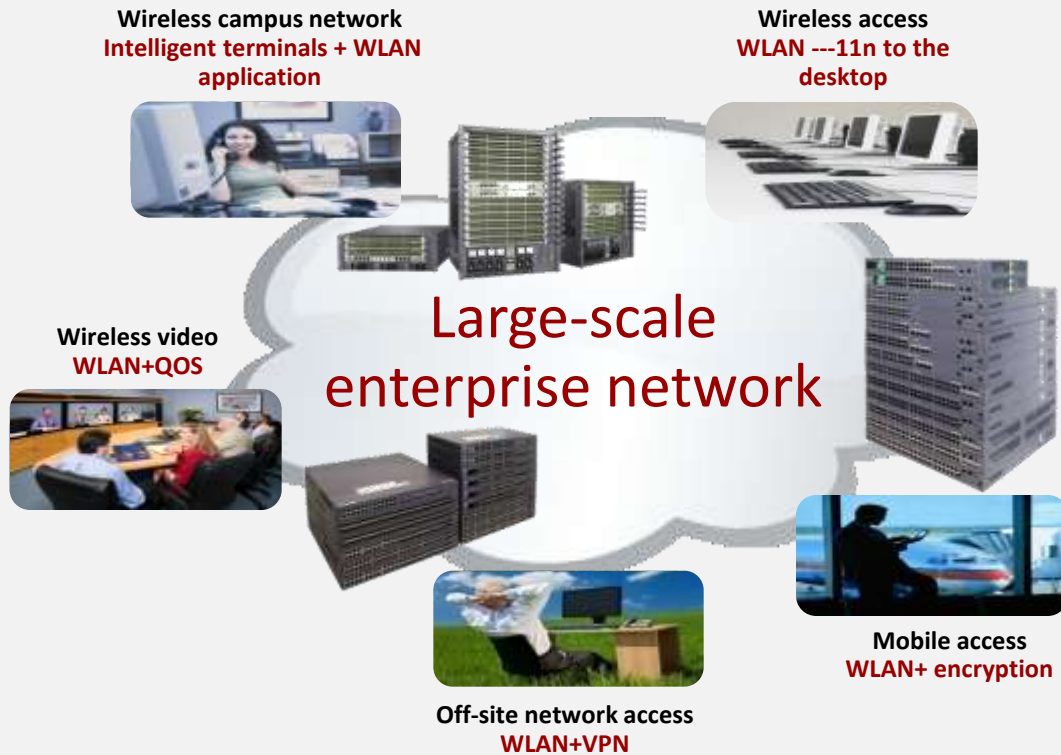 Wireless campus network
Intelligent terminals + WLAN
application
Wireless access
WLAN ---11n to the
desktop
Large-scale
enterprise network
Wireless video
WLAN+QOS
Mobile access
WLAN+ encryption
Off-site network access
WLAN+VPN